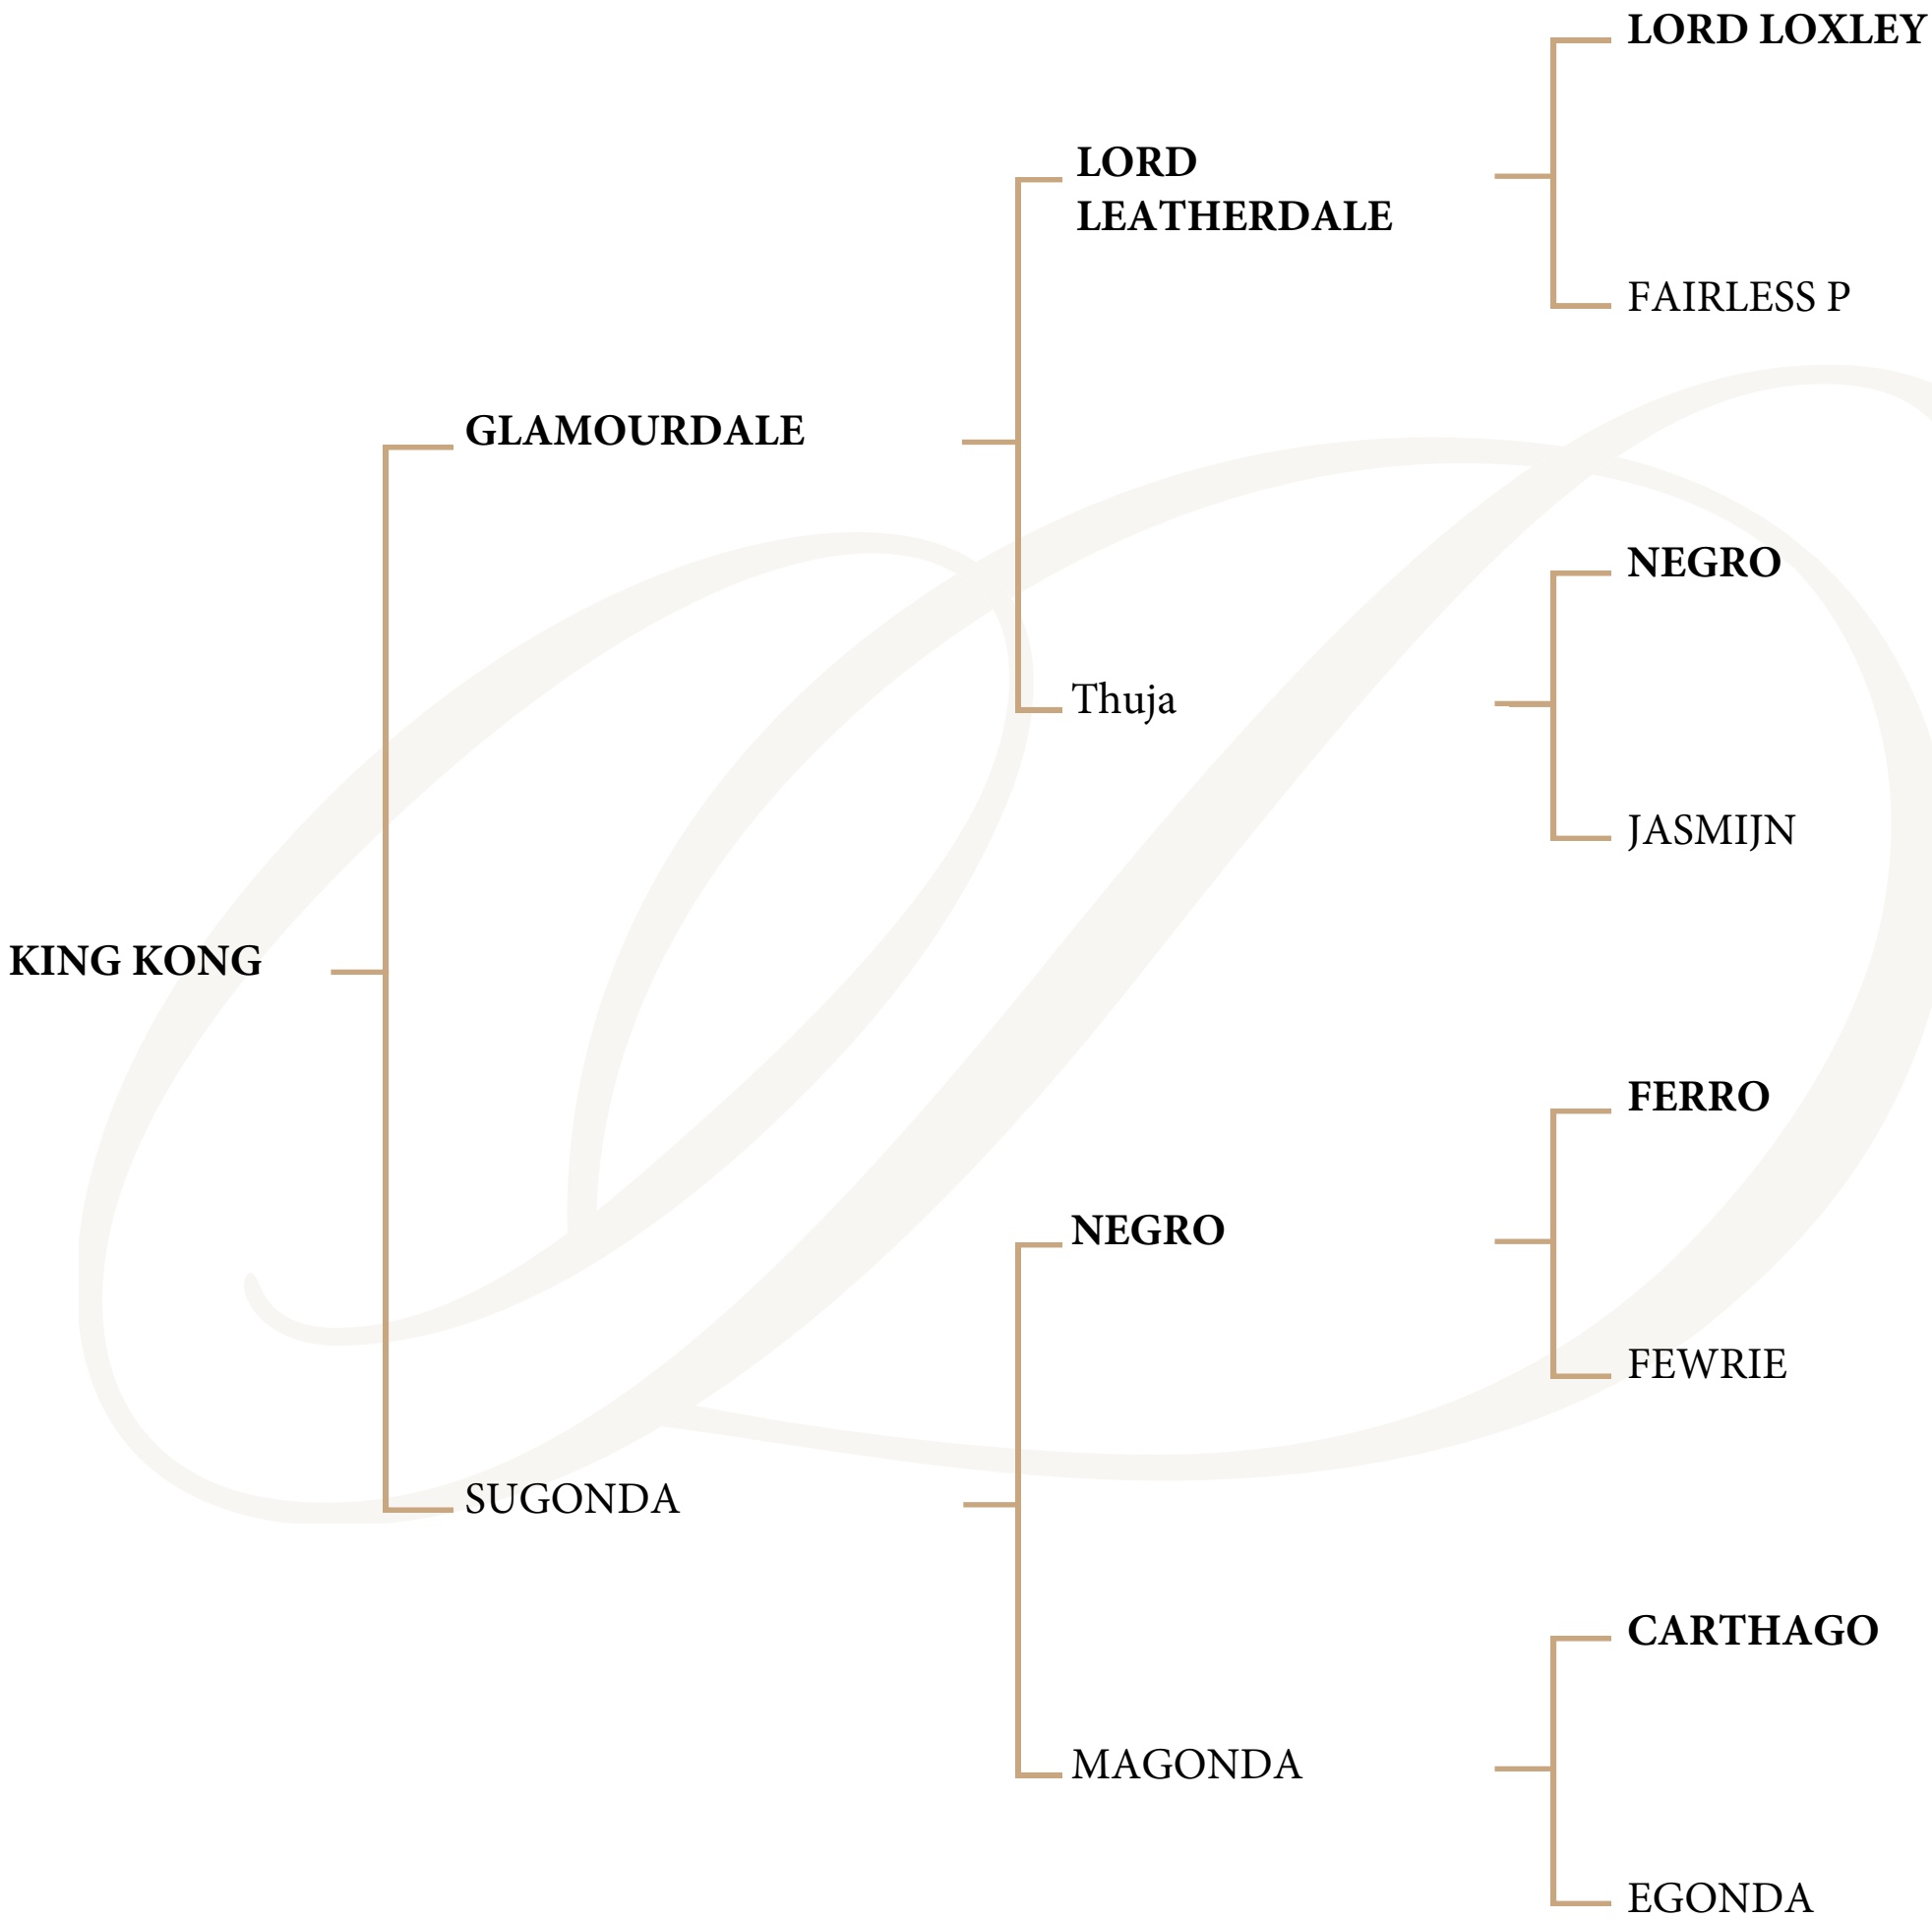 LORD LOXLEY
LORD
LEATHERDALE
FAIRLESS P
GLAMOURDALE
NEGRO
Thuja
JASMIJN
KING KONG
FERRO
NEGRO
FEWRIE
SUGONDA
CARTHAGO
MAGONDA
EGONDA